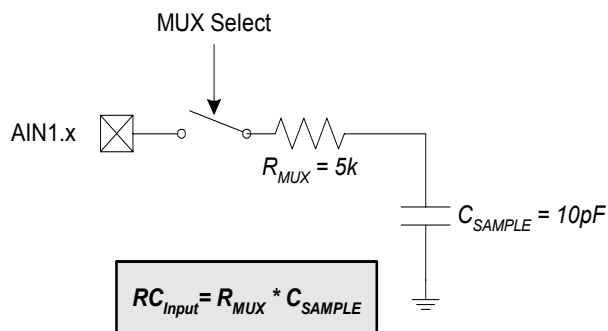 MUX Select
AIN1.x
R_MUX = 5k
C_SAMPLE = 10pF
RC_Input= R_MUX * C_SAMPLE